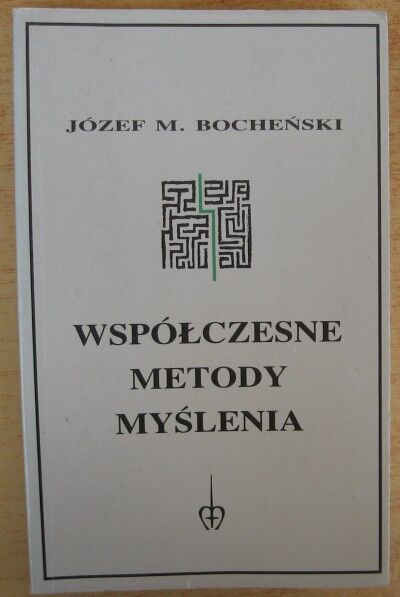 JÓZEF M. BOCHEŃSKI
WSPÓŁCZESNE
METODY
MYŚLENIA